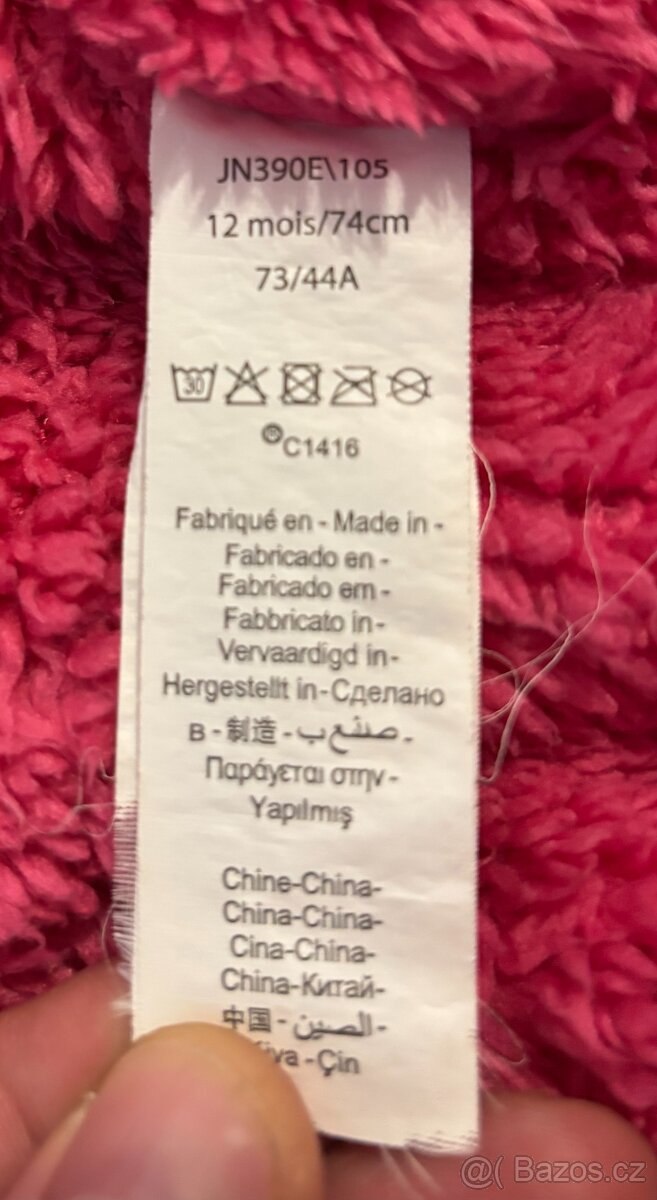 JN390E\105
12 mois/74cm
73/44A
30
®C1416
Fabriqué en - Made in -
Fabricado en -
Fabricado em -
Fabbricato in -
Vervaardigd in-
Hergestellt in-Сделано
в - 制造 - صنع ب -
Παράγεται στην -
Yapılmış
Chine-China-
China-China-
Cina-China-
China-Китай-
中国 - الصين -
- Çin
@( Bazos.cz